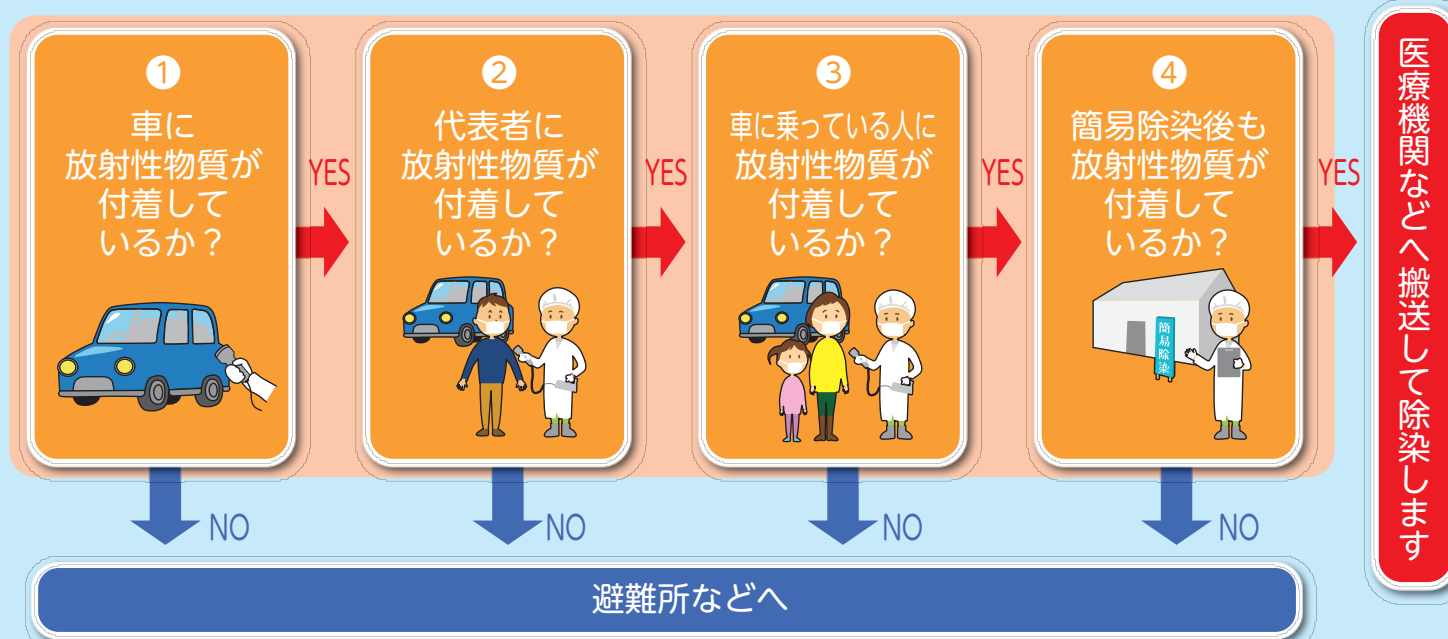 ❶
車に
放射性物質が
付着して
いるか？
YES
❷
代表者に
放射性物質が
付着して
いるか？
YES
❸
車に乗っている人に
放射性物質が
付着して
いるか？
YES
❹
簡易除染後も
放射性物質が
付着して
いるか？
簡易除染
YES
医療機関などへ搬送して除染します
NO
NO
NO
NO
避難所などへ